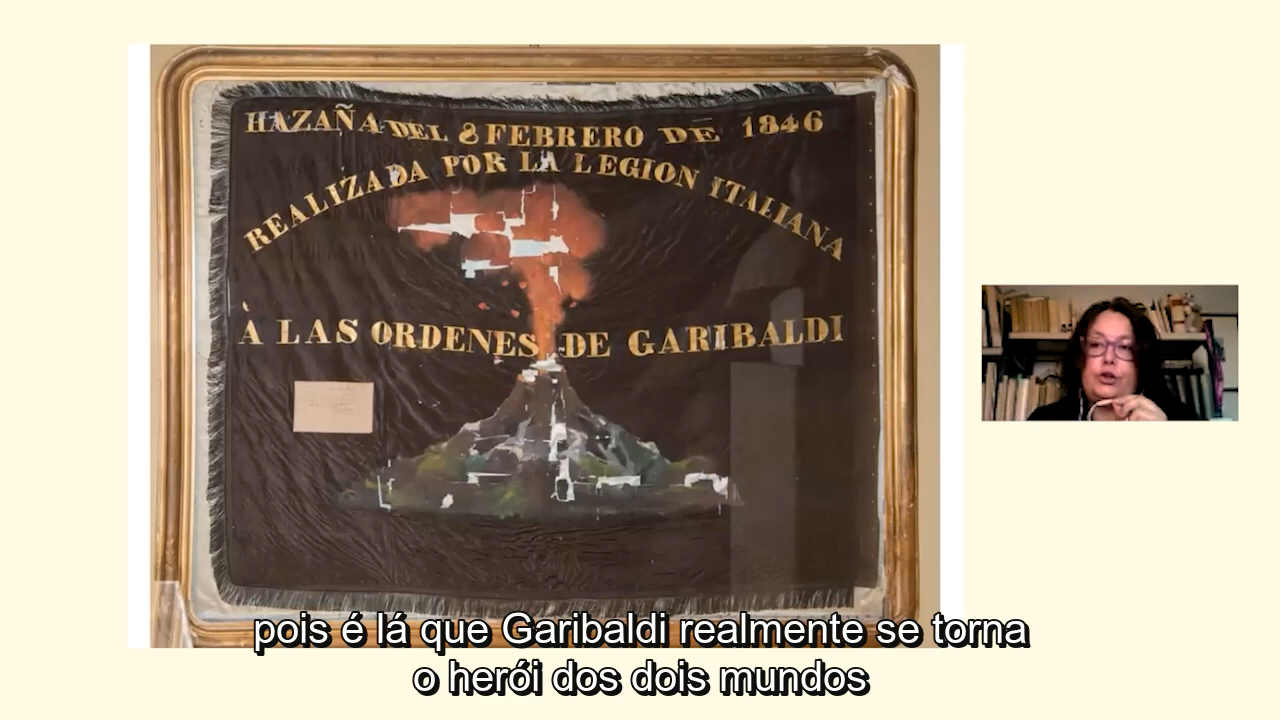 HAZAÑA DEL 8 FEBRERO DE 1846
REALIZADA POR LA LEGION ITALIANA
À LAS ORDENES DE GARIBALDI
pois é lá que Garibaldi realmente se torna
o herói dos dois mundos